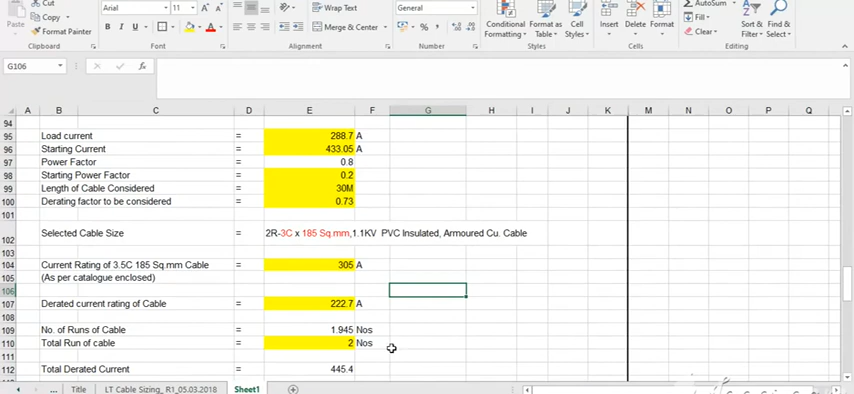 Cut
Copy
Paste
Format Painter
Clipboard
Arial 11
B I U
Font
Wrap Text
Merge & Center
Alignment
General
Number
Conditional Formatting
Format as Table
Cell Styles
Styles
Insert Delete Format
Cells
AutoSum
Fill
Clear
Sort & Filter
Find & Select
Editing
G106 fx
A B C D E F G H I J K M N O P Q
94
95 Load current = 288.7 A
96 Starting Current = 433.05 A
97 Power Factor = 0.8
98 Starting Power Factor = 0.2
99 Length of Cable Considered = 30M
100 Derating factor to be considered = 0.73
101
102 Selected Cable Size = 2R-3C x 185 Sq.mm,1.1KV PVC Insulated, Armoured Cu. Cable
103
104 Current Rating of 3.5C 185 Sq.mm Cable = 305 A
105 (As per catalogue enclosed)
106
107 Derated current rating of Cable = 222.7 A
108
109 No. of Runs of Cable = 1.945 Nos
110 Total Run of cable = 2 Nos
111
112 Total Derated Current = 445.4
... Title LT Cable Sizing_ R1_05.03.2018 Sheet1